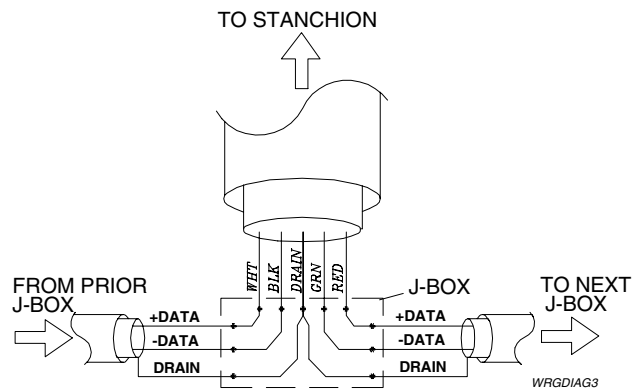 TO STANCHION
WHT
BLK
DRAIN
GRN
RED
FROM PRIOR
J-BOX
J-BOX
TO NEXT
J-BOX
+DATA
+DATA
-DATA
-DATA
DRAIN
DRAIN
WRGDIAG3